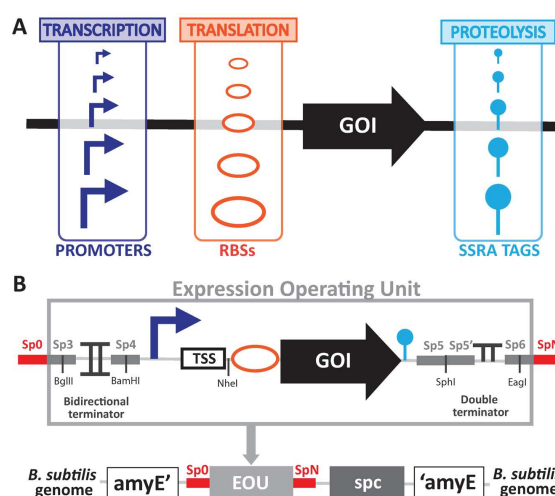 A
TRANSCRIPTION
TRANSLATION
PROTEOLYSIS
GOI
PROMOTERS
RBSs
SSRA TAGS
B
Expression Operating Unit
Sp0 Sp3 Sp4 Sp5 Sp5' Sp6 SpN
TSS
GOI
BglII BamHI NheI SphI EagI
Bidirectional
terminator
Double
terminator
B. subtilis
genome
amyE' Sp0 EOU SpN spc 'amyE
B. subtilis
genome